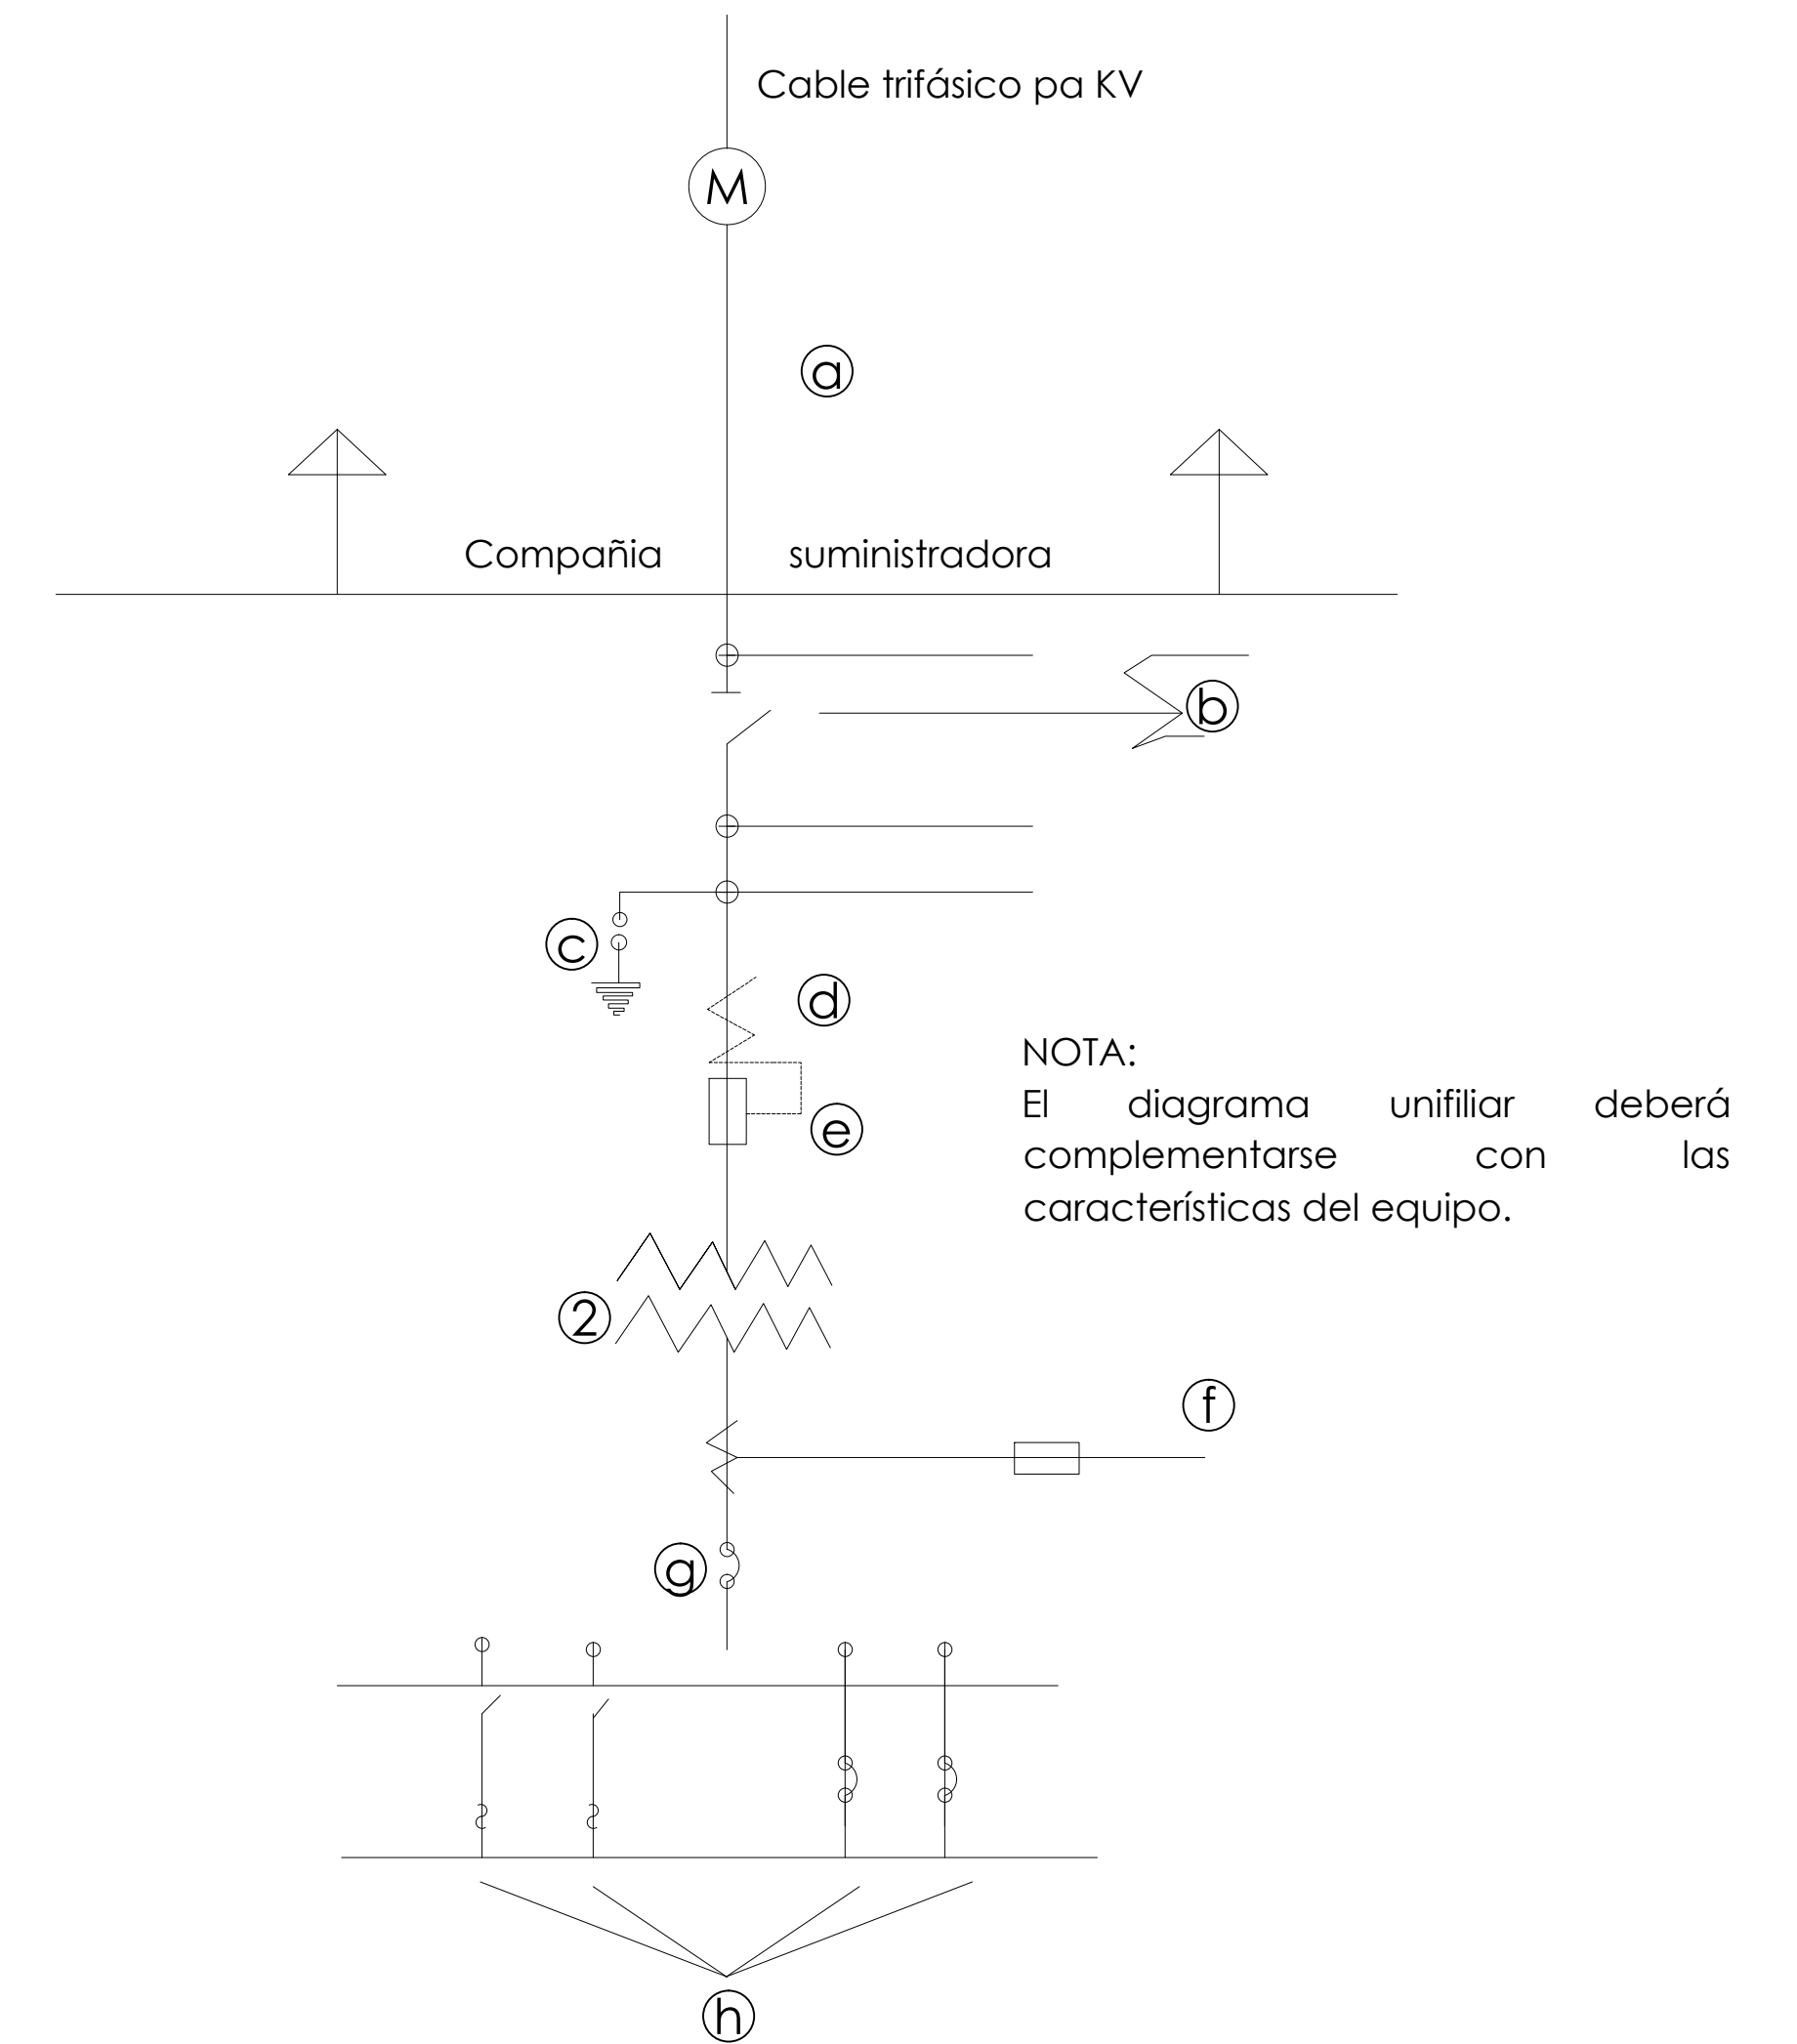 Cable trifásico pa KV
M
a
Compañia suministradora
b
c
d
NOTA:
El diagrama unifiliar deberá
e
complementarse con las
características del equipo.
2
f
g
h